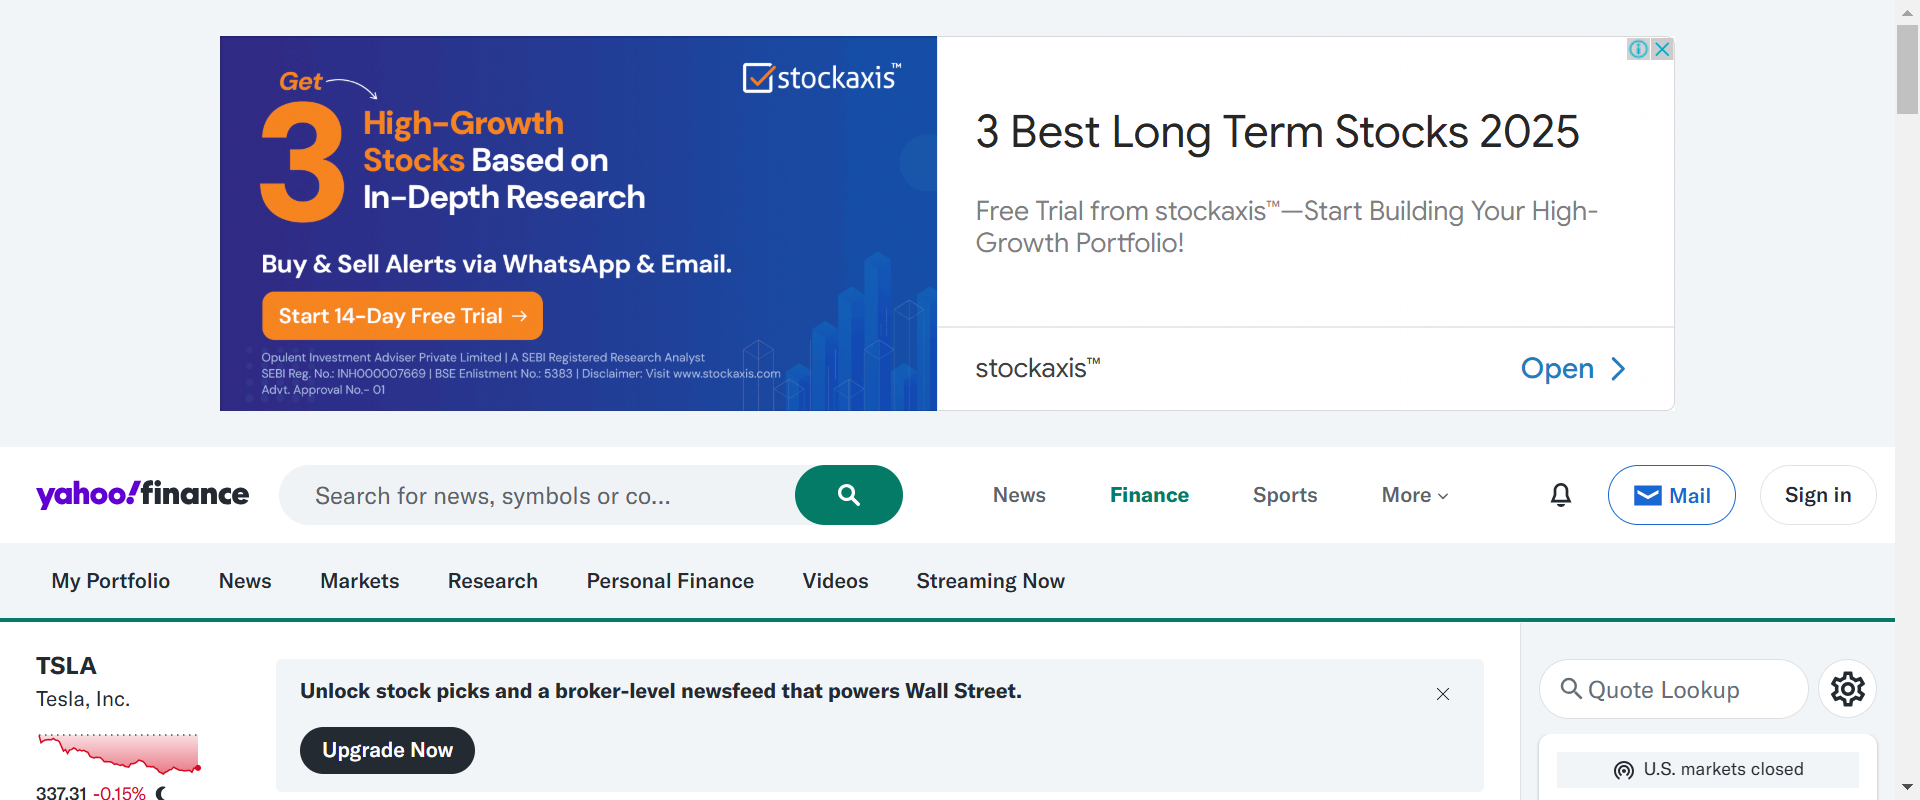 Get
3
High-Growth
Stocks Based on
In-Depth Research
stockaxis™
Buy & Sell Alerts via WhatsApp & Email.
Start 14-Day Free Trial →
Opulent Investment Adviser Private Limited | A SEBI Registered Research Analyst
SEBI Reg. No.: INH000007669 | BSE Enlistment No.: 5383 | Disclaimer: Visit www.stockaxis.com
Advt. Approval No.- 01
3 Best Long Term Stocks 2025
Free Trial from stockaxis™—Start Building Your High-
Growth Portfolio!
stockaxis™
Open
yahoo!finance
Search for news, symbols or co...
News
Finance
Sports
More
Mail
Sign in
My Portfolio
News
Markets
Research
Personal Finance
Videos
Streaming Now
TSLA
Tesla, Inc.
337.31 -0.15%
Unlock stock picks and a broker-level newsfeed that powers Wall Street.
Upgrade Now
Quote Lookup
U.S. markets closed